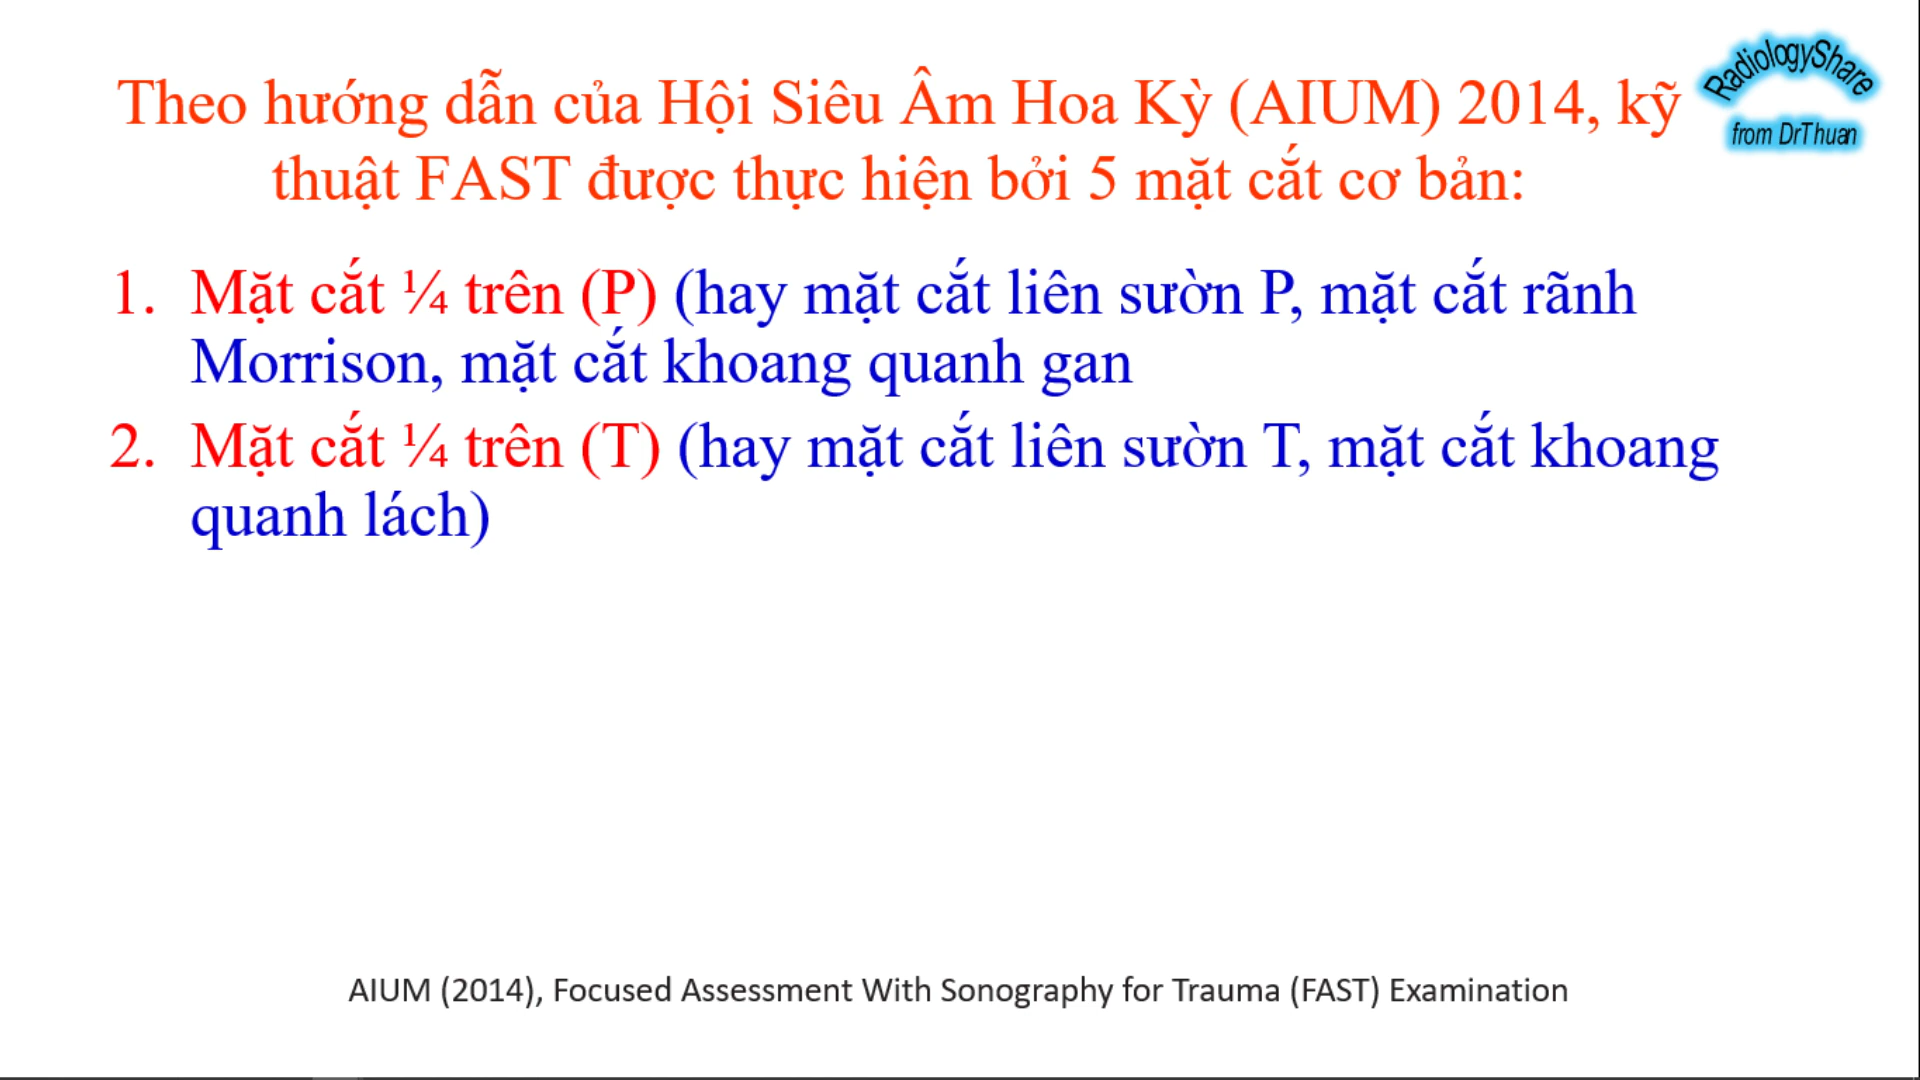 RadiologyShare
from DrThuan
Theo hướng dẫn của Hội Siêu Âm Hoa Kỳ (AIUM) 2014, kỹ
thuật FAST được thực hiện bởi 5 mặt cắt cơ bản:
1. Mặt cắt ¼ trên (P) (hay mặt cắt liên sườn P, mặt cắt rãnh
Morrison, mặt cắt khoang quanh gan
2. Mặt cắt ¼ trên (T) (hay mặt cắt liên sườn T, mặt cắt khoang
quanh lách)
AIUM (2014), Focused Assessment With Sonography for Trauma (FAST) Examination